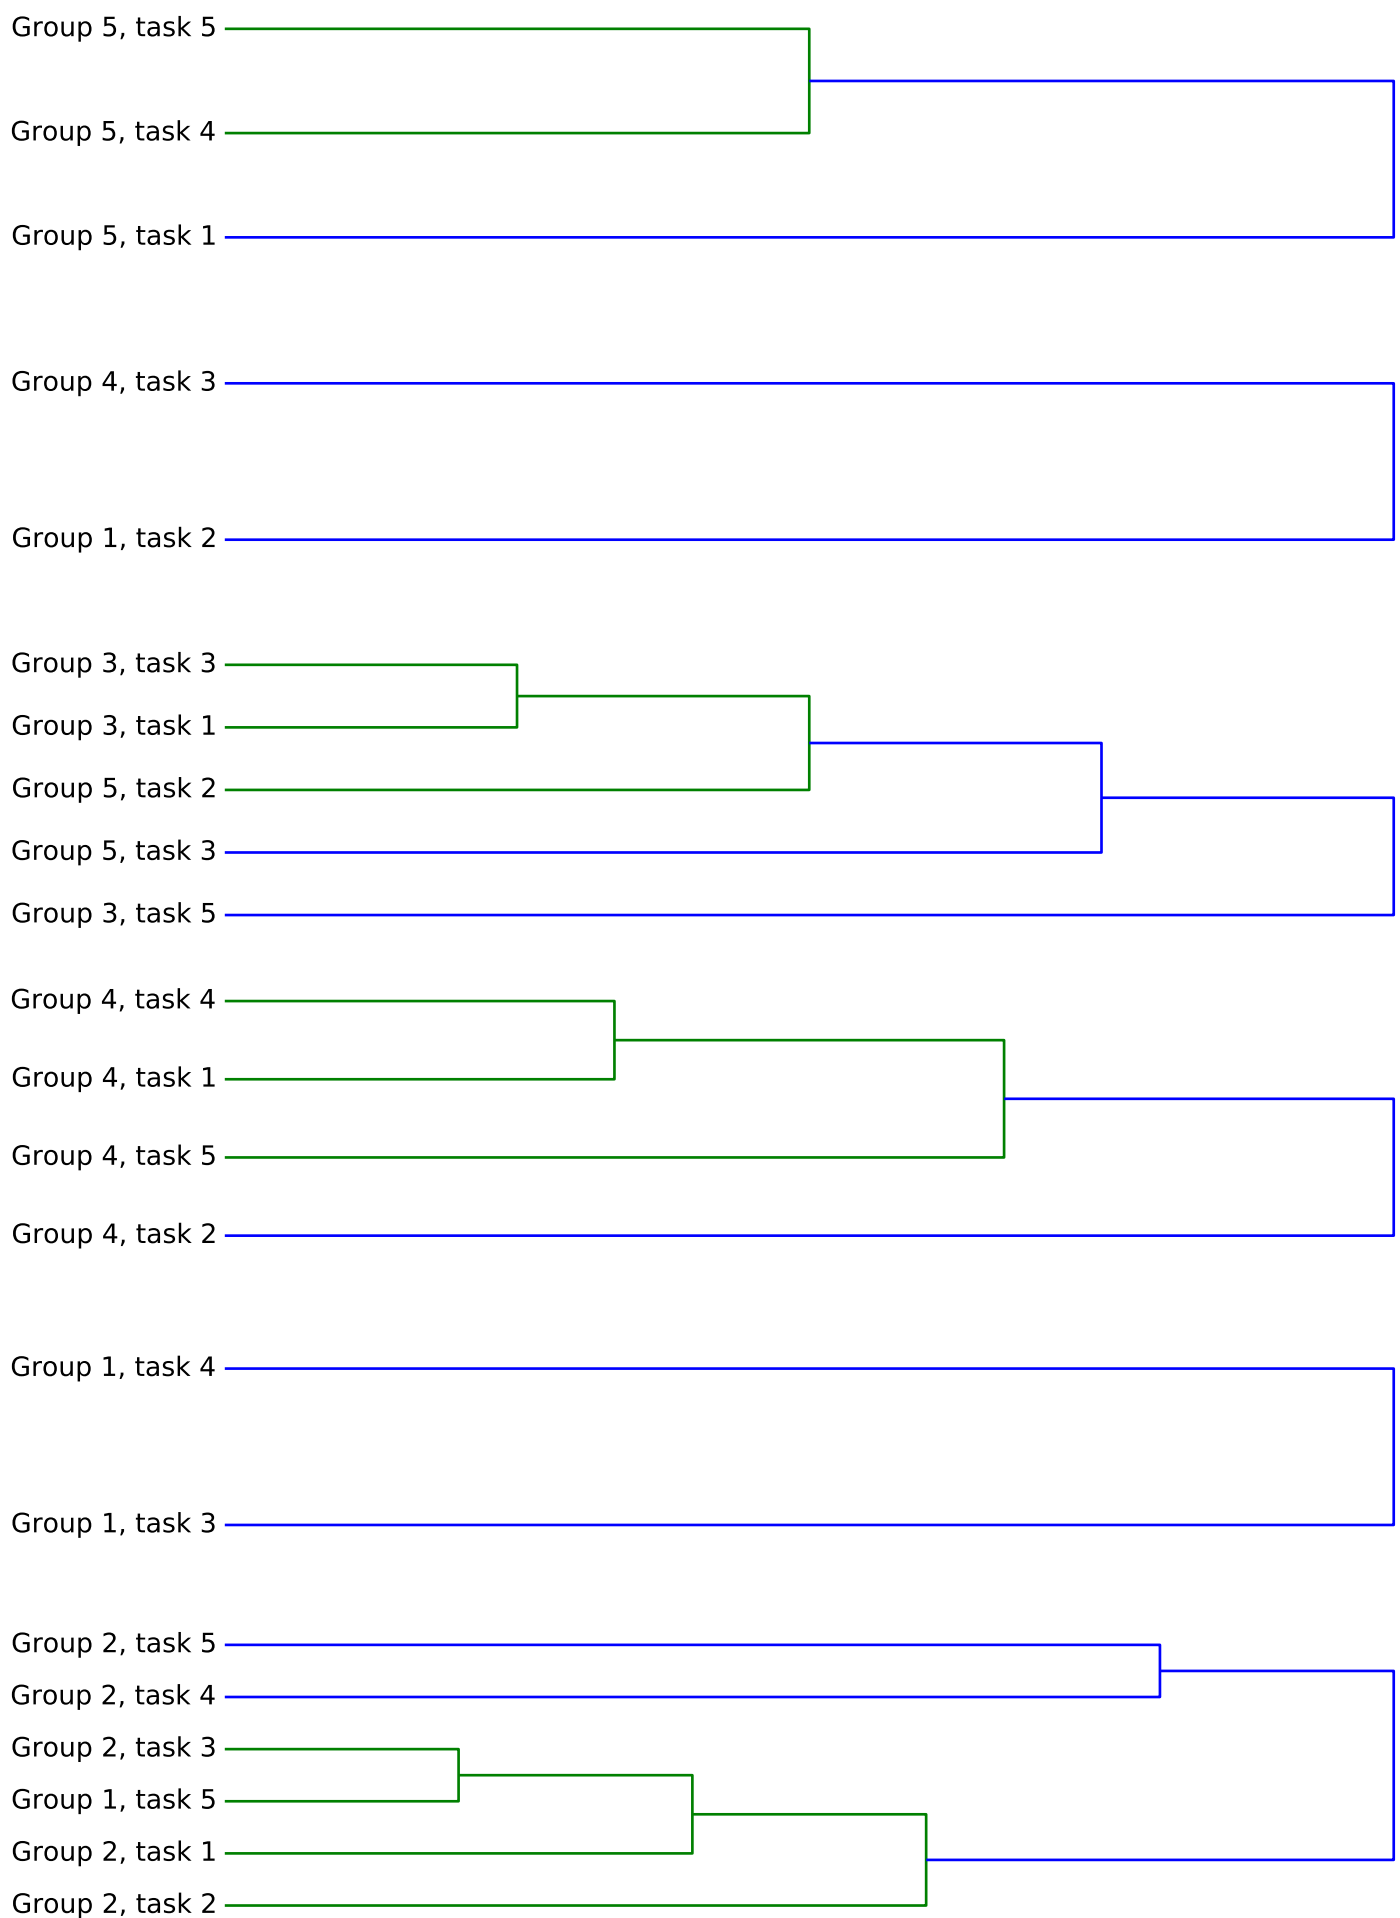 Group 5, task 5
Group 5, task 4
Group 5, task 1
Group 4, task 3
Group 1, task 2
Group 3, task 3
Group 3, task 1
Group 5, task 2
Group 5, task 3
Group 3, task 5
Group 4, task 4
Group 4, task 1
Group 4, task 5
Group 4, task 2
Group 1, task 4
Group 1, task 3
Group 2, task 5
Group 2, task 4
Group 2, task 3
Group 1, task 5
Group 2, task 1
Group 2, task 2